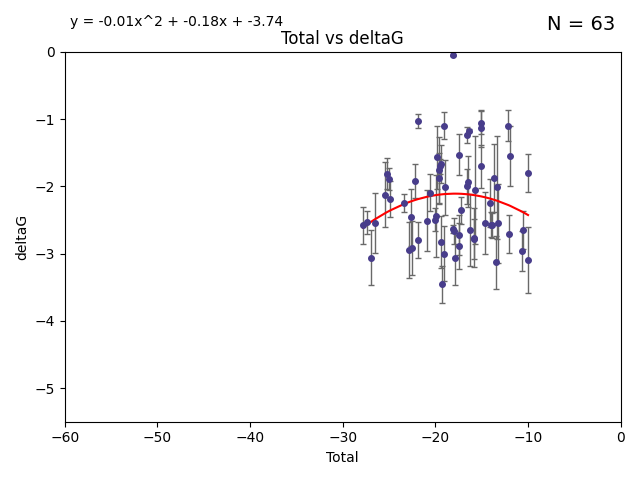 y = -0.01x^2 + -0.18x + -3.74
N = 63
Total vs deltaG
0
−1
−2
−3
−4
−5
deltaG
−60 −50 −40 −30 −20 −10 0
Total